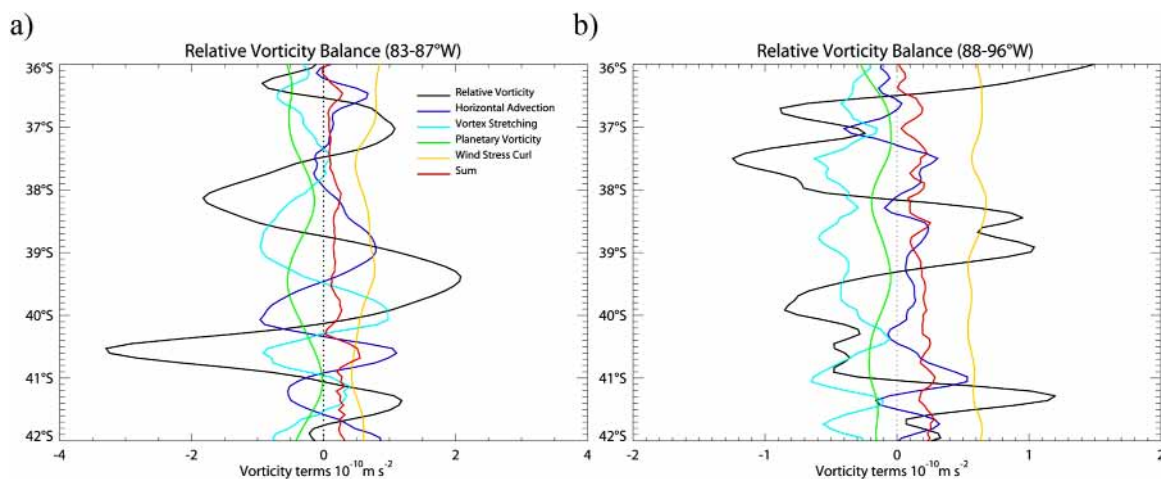 a)
Relative Vorticity Balance (83-87°W)
36°S
37°S
38°S
39°S
40°S
41°S
42°S
Relative Vorticity
Horizontal Advection
Vortex Stretching
Planetary Vorticity
Wind Stress Curl
Sum
-4 -2 0 2 4
Vorticity terms 10⁻¹⁰ m s⁻²
b)
Relative Vorticity Balance (88-96°W)
36°S
37°S
38°S
39°S
40°S
41°S
42°S
-2 -1 0 1 2
Vorticity terms 10⁻¹⁰ m s⁻²